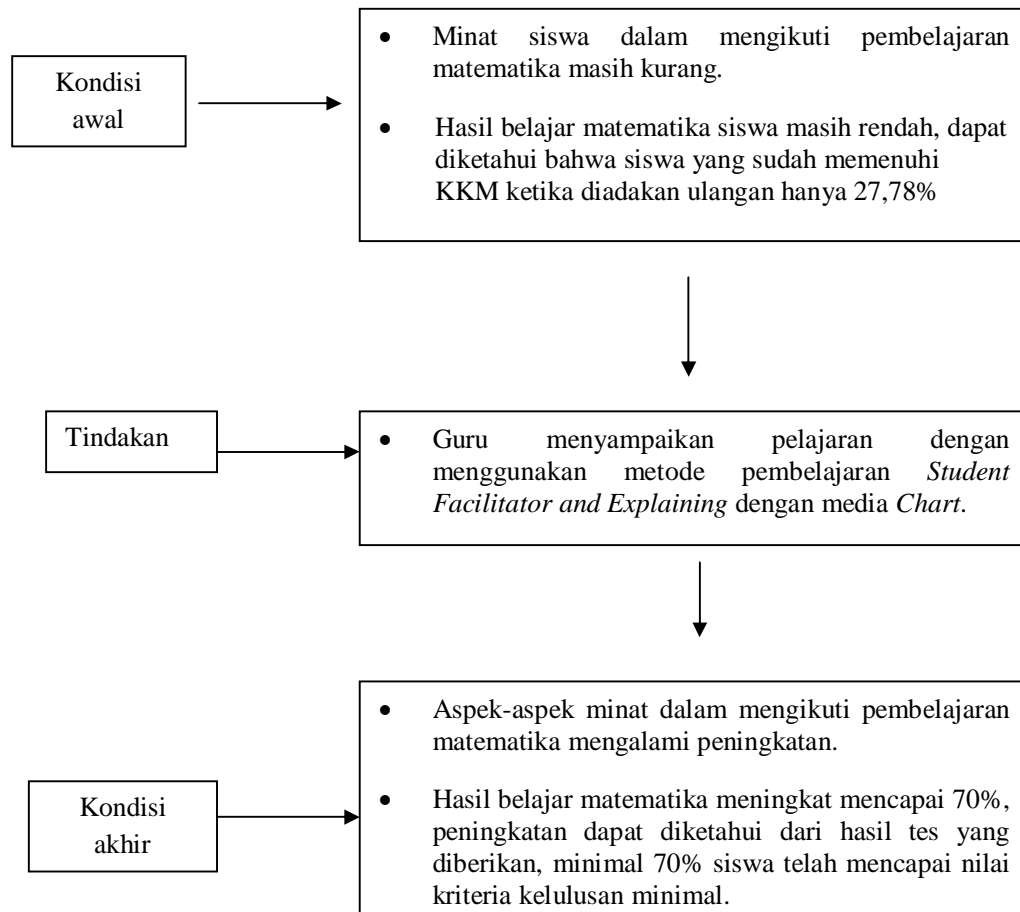 Kondisi
awal
• Minat siswa dalam mengikuti pembelajaran
matematika masih kurang.
• Hasil belajar matematika siswa masih rendah, dapat
diketahui bahwa siswa yang sudah memenuhi
KKM ketika diadakan ulangan hanya 27,78%
Tindakan
• Guru menyampaikan pelajaran dengan
menggunakan metode pembelajaran Student
Facilitator and Explaining dengan media Chart.
Kondisi
akhir
• Aspek-aspek minat dalam mengikuti pembelajaran
matematika mengalami peningkatan.
• Hasil belajar matematika meningkat mencapai 70%,
peningkatan dapat diketahui dari hasil tes yang
diberikan, minimal 70% siswa telah mencapai nilai
kriteria kelulusan minimal.